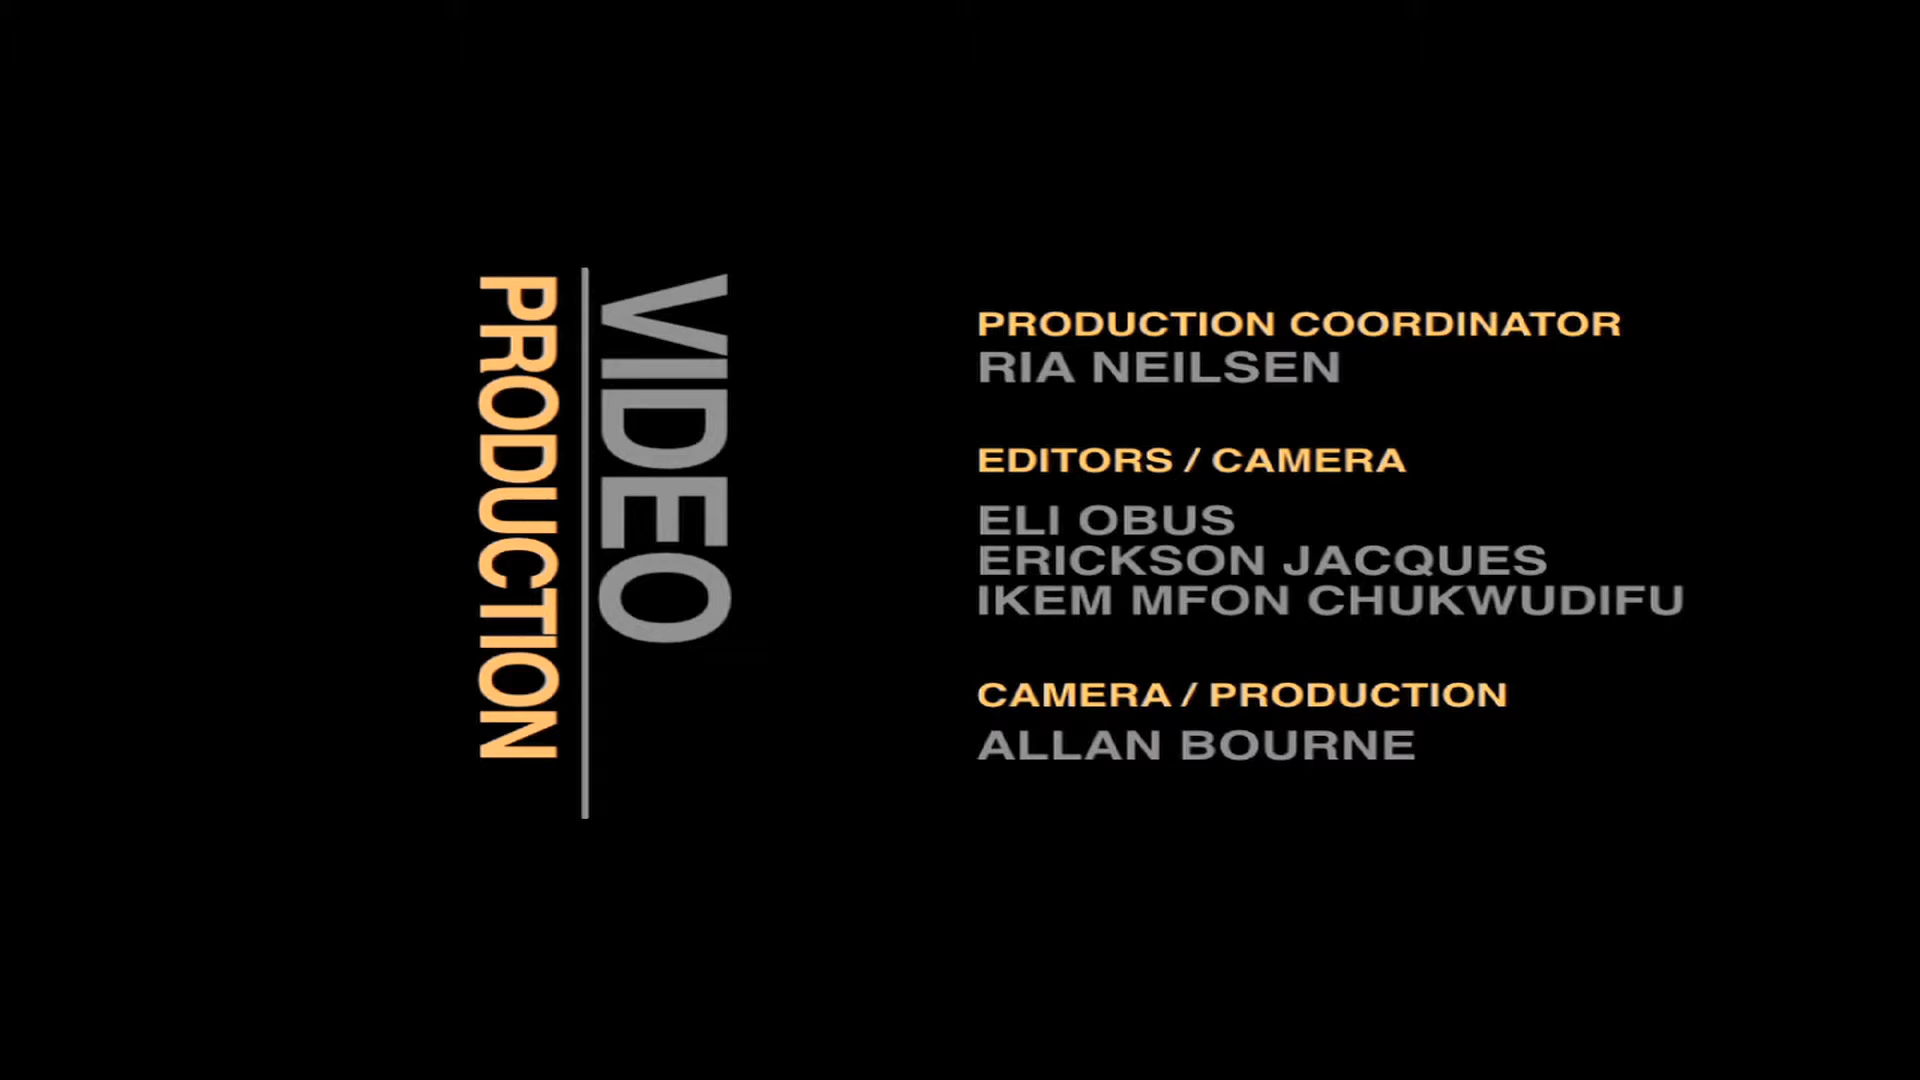 VIDEO
PRODUCTION
PRODUCTION COORDINATOR
RIA NEILSEN
EDITORS / CAMERA
ELI OBUS
ERICKSON JACQUES
IKEM MFON CHUKWUDIFU
CAMERA / PRODUCTION
ALLAN BOURNE